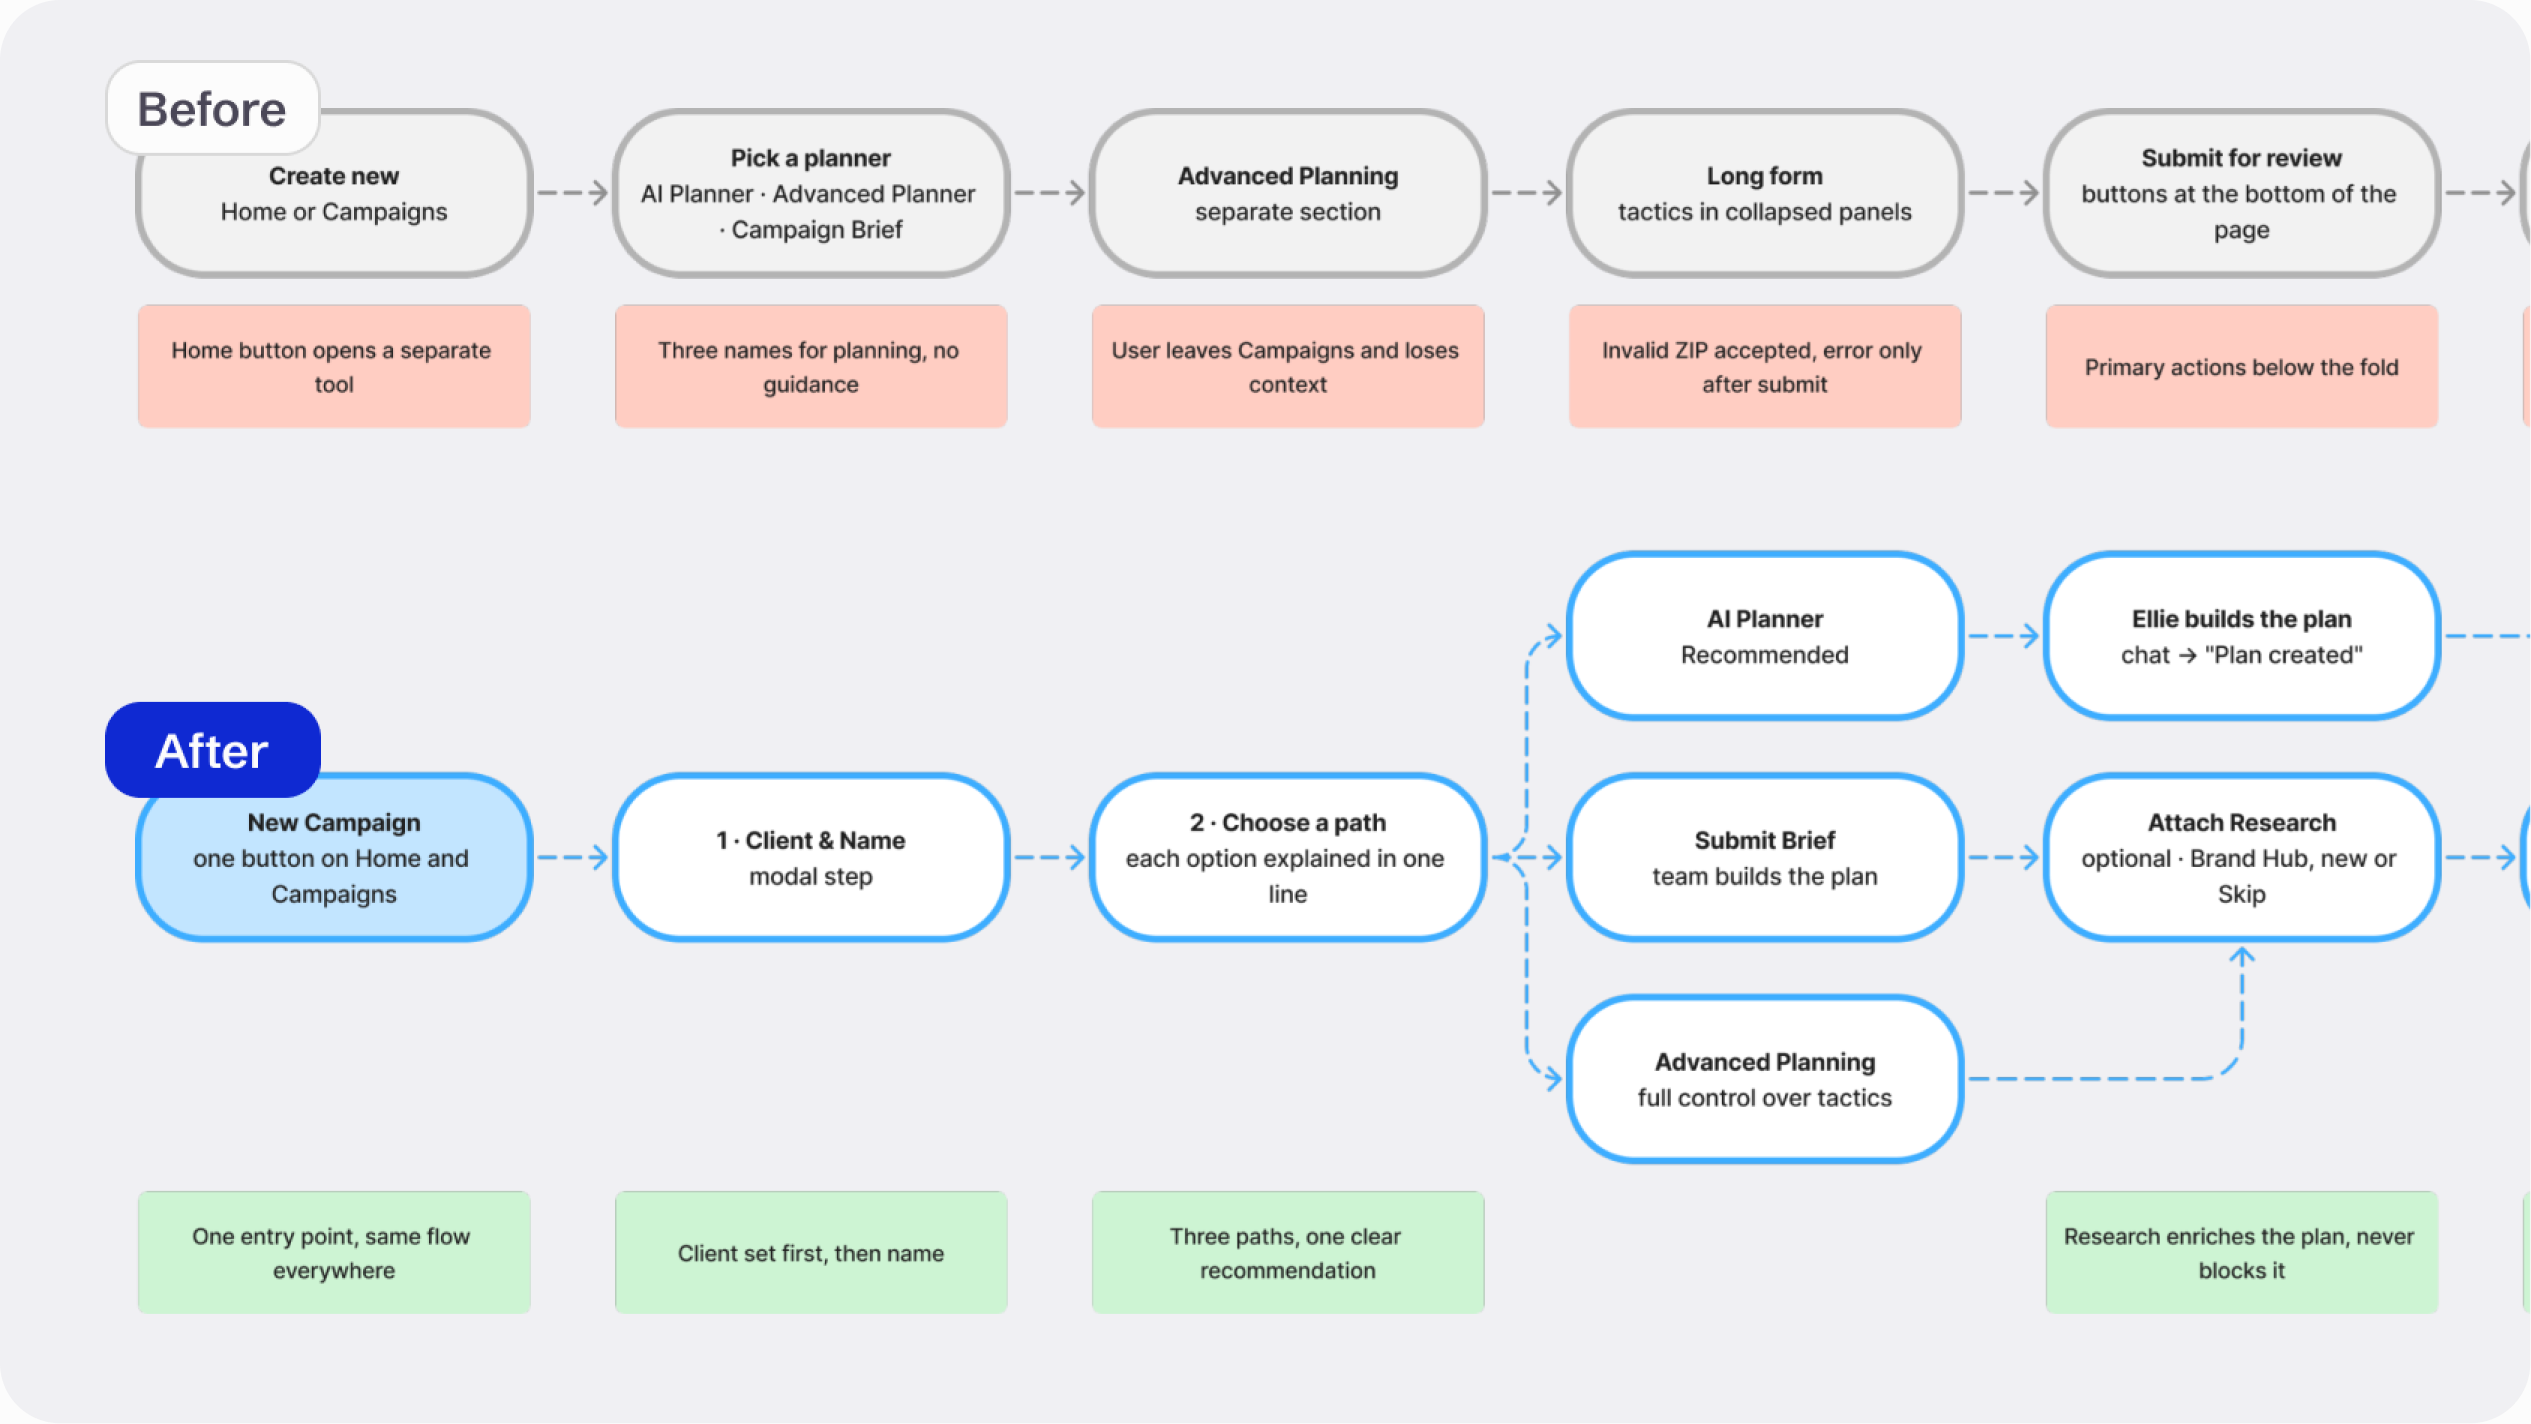 Before
Create new
Home or Campaigns
Pick a planner
AI Planner · Advanced Planner
· Campaign Brief
Advanced Planning
separate section
Long form
tactics in collapsed panels
Submit for review
buttons at the bottom of the
page
Home button opens a separate
tool
Three names for planning, no
guidance
User leaves Campaigns and loses
context
Invalid ZIP accepted, error only
after submit
Primary actions below the fold
After
New Campaign
one button on Home and
Campaigns
1 · Client & Name
modal step
2 · Choose a path
each option explained in one
line
AI Planner
Recommended
Ellie builds the plan
chat → "Plan created"
Submit Brief
team builds the plan
Attach Research
optional · Brand Hub, new or
Skip
Advanced Planning
full control over tactics
One entry point, same flow
everywhere
Client set first, then name
Three paths, one clear
recommendation
Research enriches the plan, never
blocks it